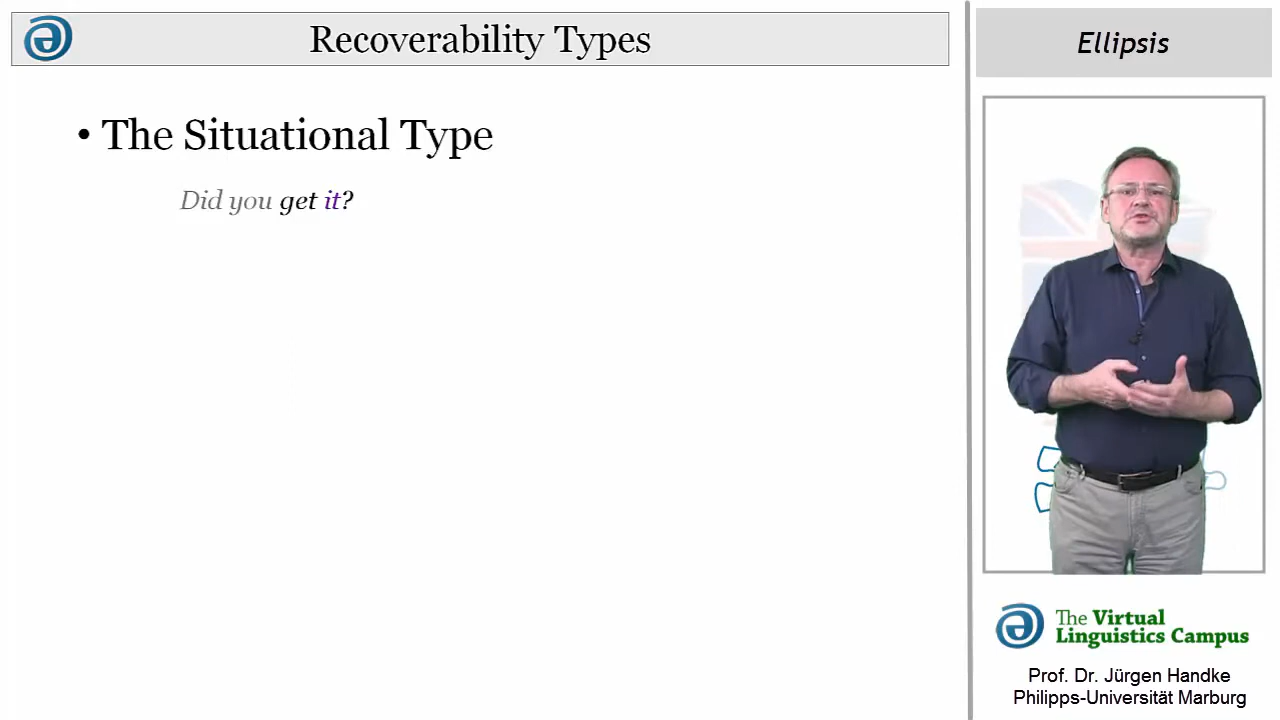 Recoverability Types
• The Situational Type
Did you get it?
Ellipsis
The Virtual
Linguistics Campus
Prof. Dr. Jürgen Handke
Philipps-Universität Marburg